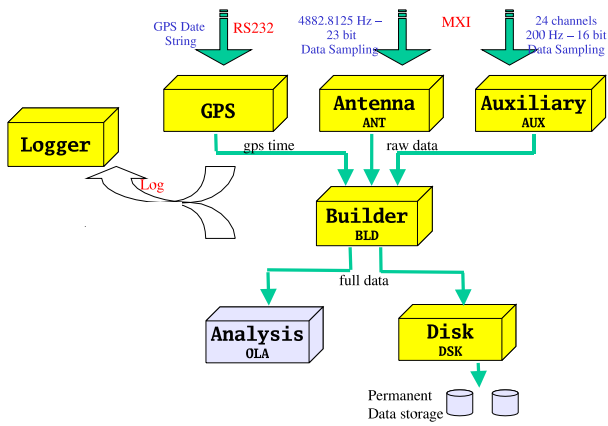 GPS Date
String
RS232
4882.8125 Hz –
23 bit
Data Sampling
MXI
24 channels
200 Hz – 16 bit
Data Sampling
GPS
Antenna
ANT
Auxiliary
AUX
Logger
gps time
raw data
Log
Builder
BLD
full data
Analysis
OLA
Disk
DSK
Permanent
Data storage